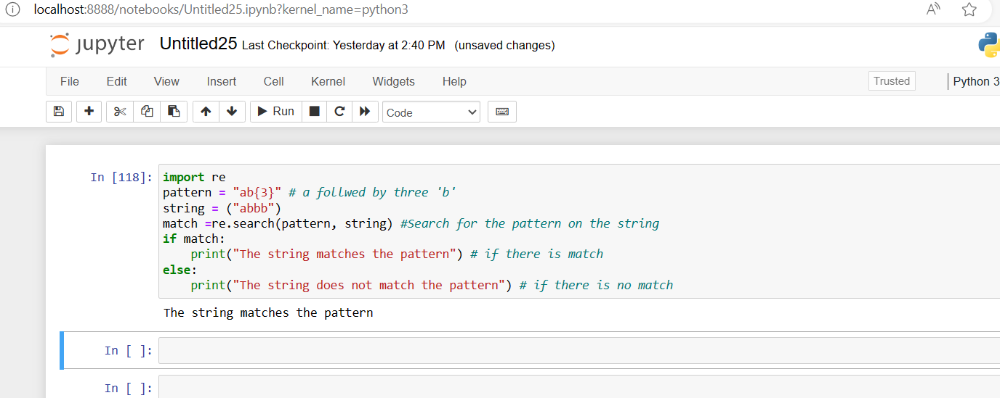 localhost:8888/notebooks/Untitled25.ipynb?kernel_name=python3
jupyter Untitled25 Last Checkpoint: Yesterday at 2:40 PM (unsaved changes)
File Edit View Insert Cell Kernel Widgets Help Trusted Python 3
Run Code
In [118]: import re
pattern = "ab{3}" # a follwed by three 'b'
string = ("abbb")
match =re.search(pattern, string) #Search for the pattern on the string
if match:
    print("The string matches the pattern") # if there is match
else:
    print("The string does not match the pattern") # if there is no match
The string matches the pattern
In [ ]:
In [ ]: